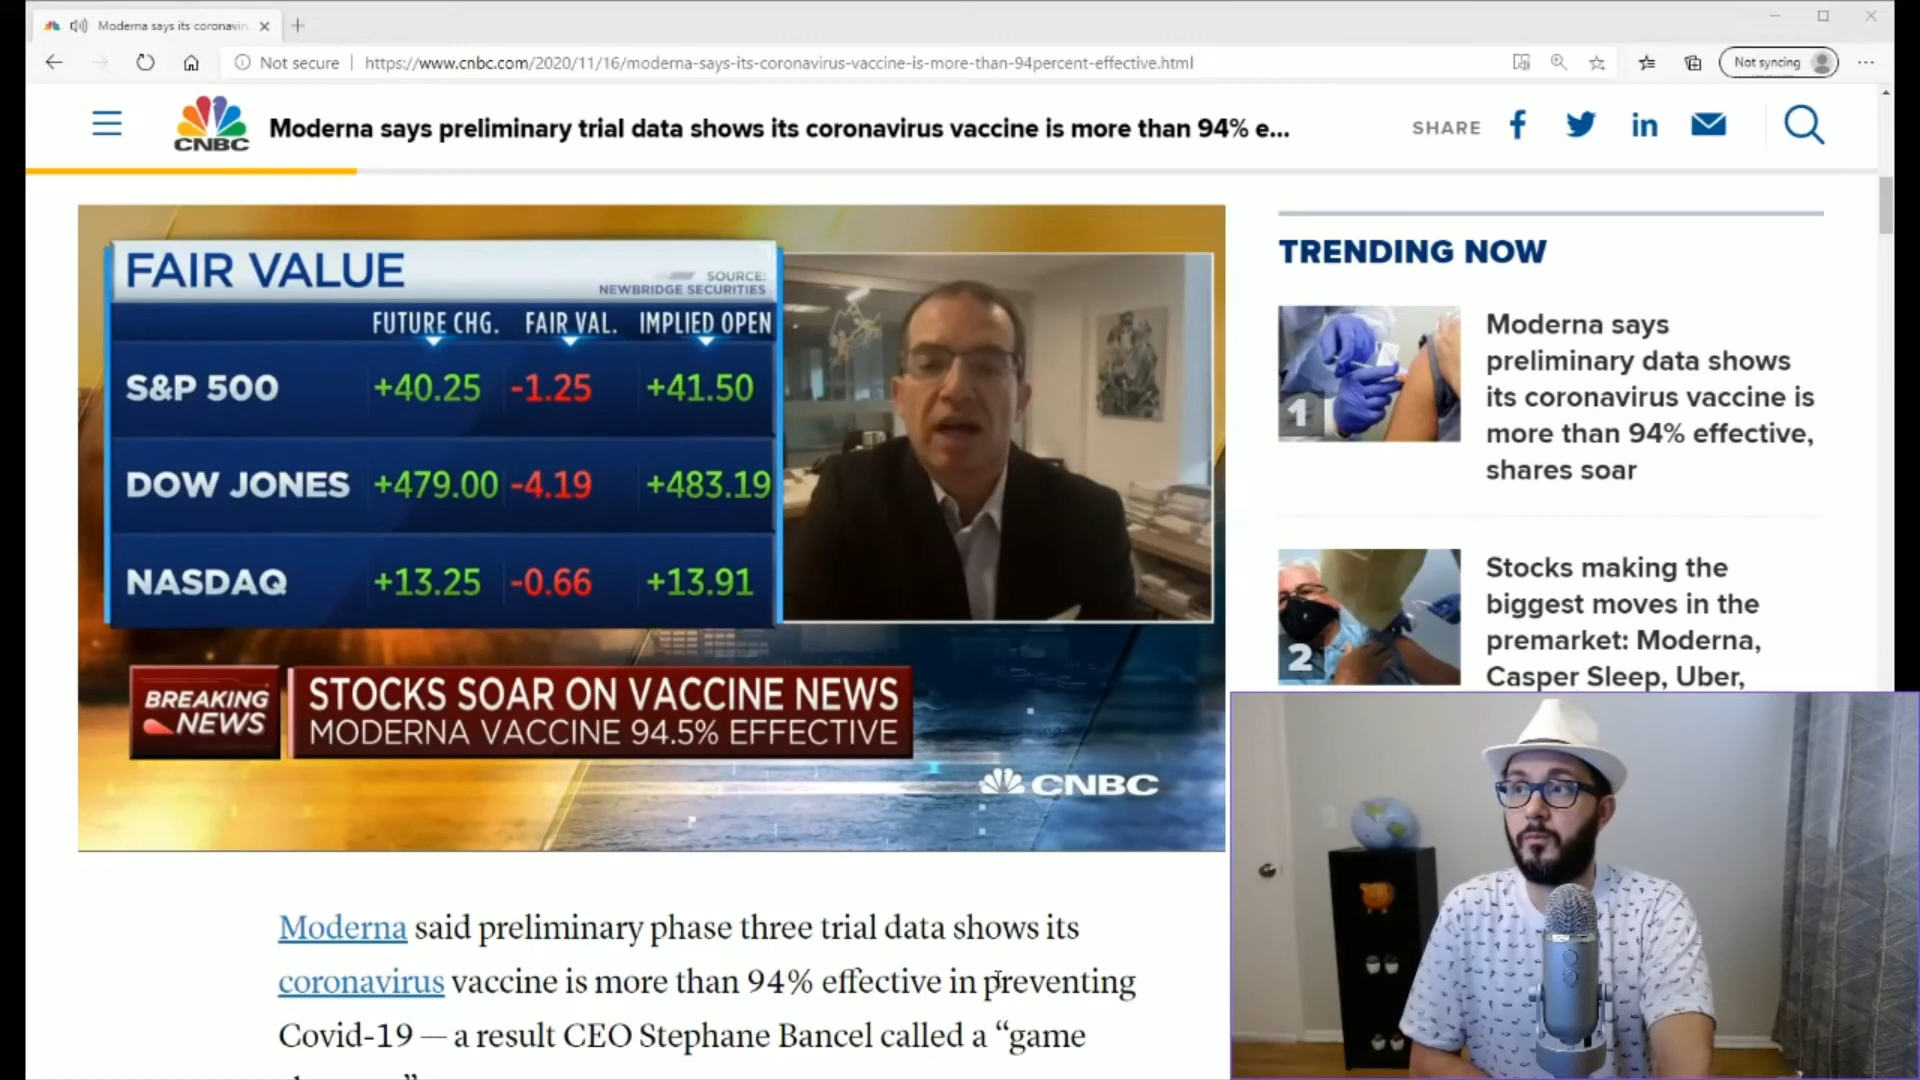 Moderna says its coronavirus
Not secure
https://www.cnbc.com/2020/11/16/moderna-says-its-coronavirus-vaccine-is-more-than-94percent-effective.html
Not syncing
CNBC
Moderna says preliminary trial data shows its coronavirus vaccine is more than 94% e...
SHARE
FAIR VALUE
SOURCE:
NEWBRIDGE SECURITIES
FUTURE CHG. FAIR VAL. IMPLIED OPEN
S&P 500 +40.25 -1.25 +41.50
DOW JONES +479.00 -4.19 +483.19
NASDAQ +13.25 -0.66 +13.91
BREAKING
NEWS
STOCKS SOAR ON VACCINE NEWS
MODERNA VACCINE 94.5% EFFECTIVE
CNBC
TRENDING NOW
1
Moderna says
preliminary data shows
its coronavirus vaccine is
more than 94% effective,
shares soar
2
Stocks making the
biggest moves in the
premarket: Moderna,
Casper Sleep, Uber,
Moderna said preliminary phase three trial data shows its
coronavirus vaccine is more than 94% effective in preventing
Covid-19 — a result CEO Stephane Bancel called a “game